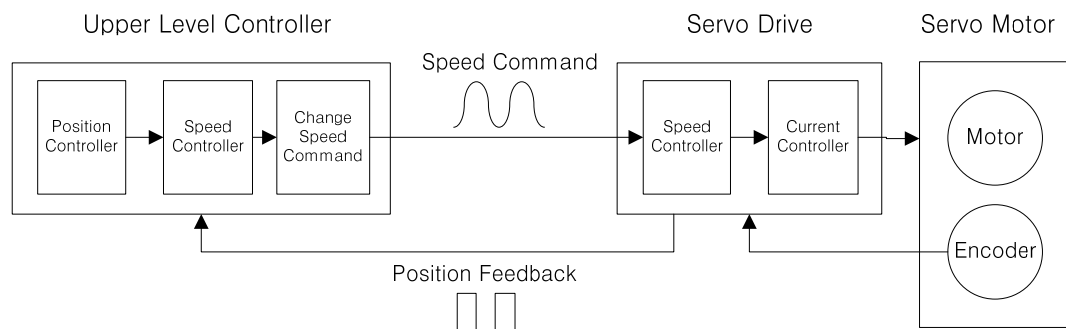 Upper Level Controller
Servo Drive
Servo Motor
Speed Command
Position
Controller
Speed
Controller
Change
Speed
Command
Speed
Controller
Current
Controller
Motor
Encoder
Position Feedback